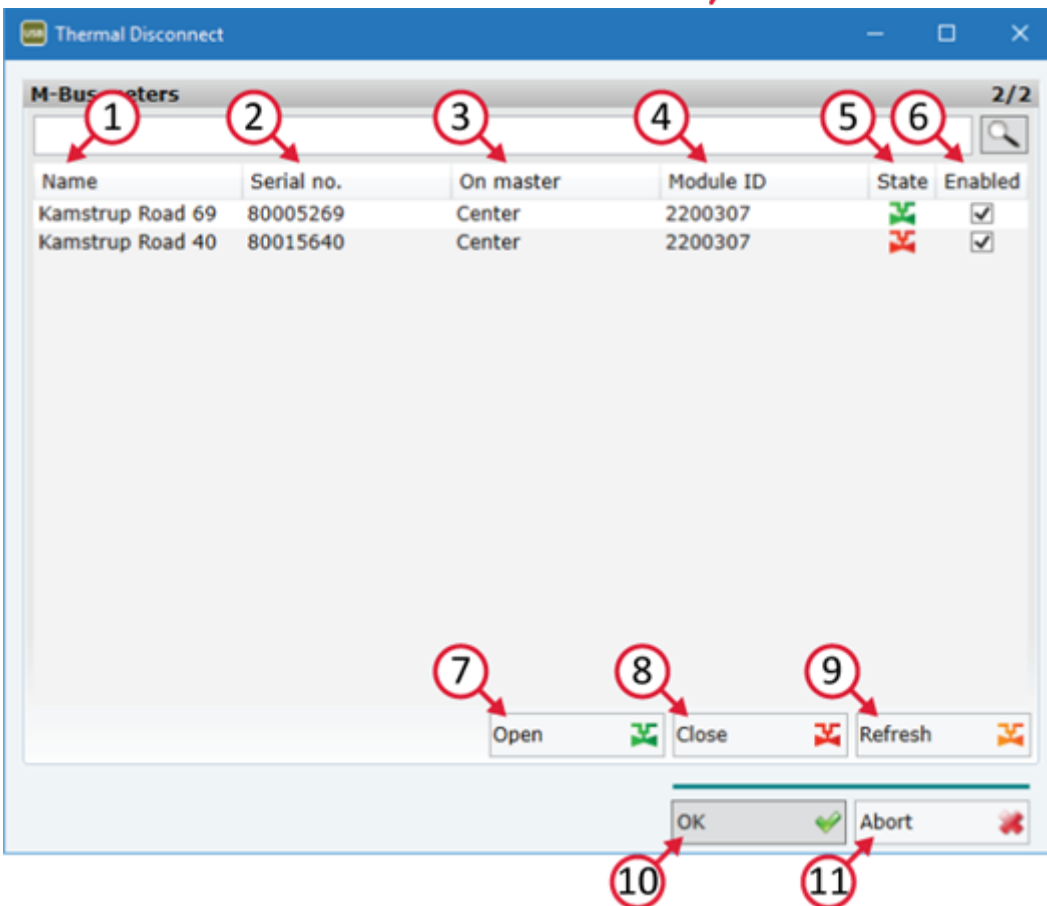 USB Thermal Disconnect
M-Bus meters 2/2
1 2 3 4 5 6
Name Serial no. On master Module ID State Enabled
Kamstrup Road 69 80005269 Center 2200307
Kamstrup Road 40 80015640 Center 2200307
7 8 9
Open Close Refresh
OK Abort
10 11